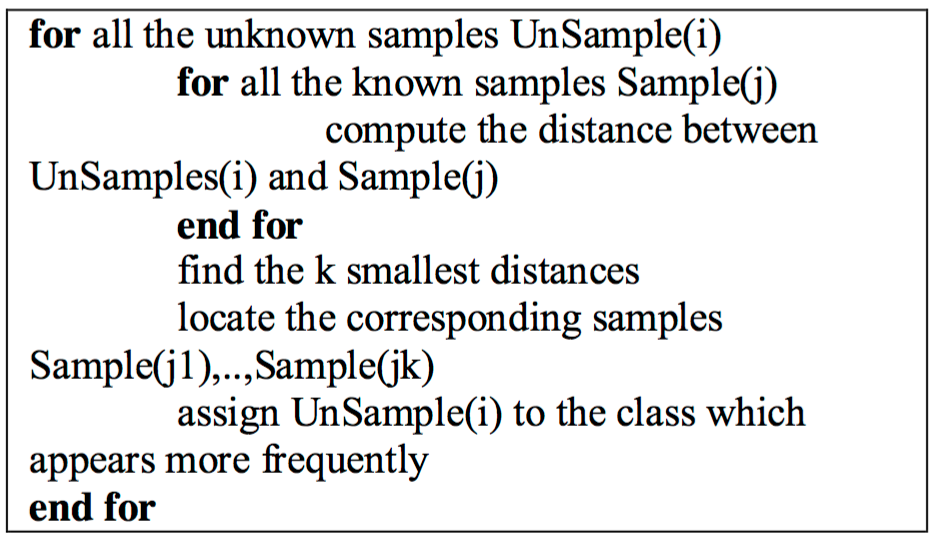 for all the unknown samples UnSample(i)
for all the known samples Sample(j)
compute the distance between
UnSamples(i) and Sample(j)
end for
find the k smallest distances
locate the corresponding samples
Sample(j1),..,Sample(jk)
assign UnSample(i) to the class which
appears more frequently
end for